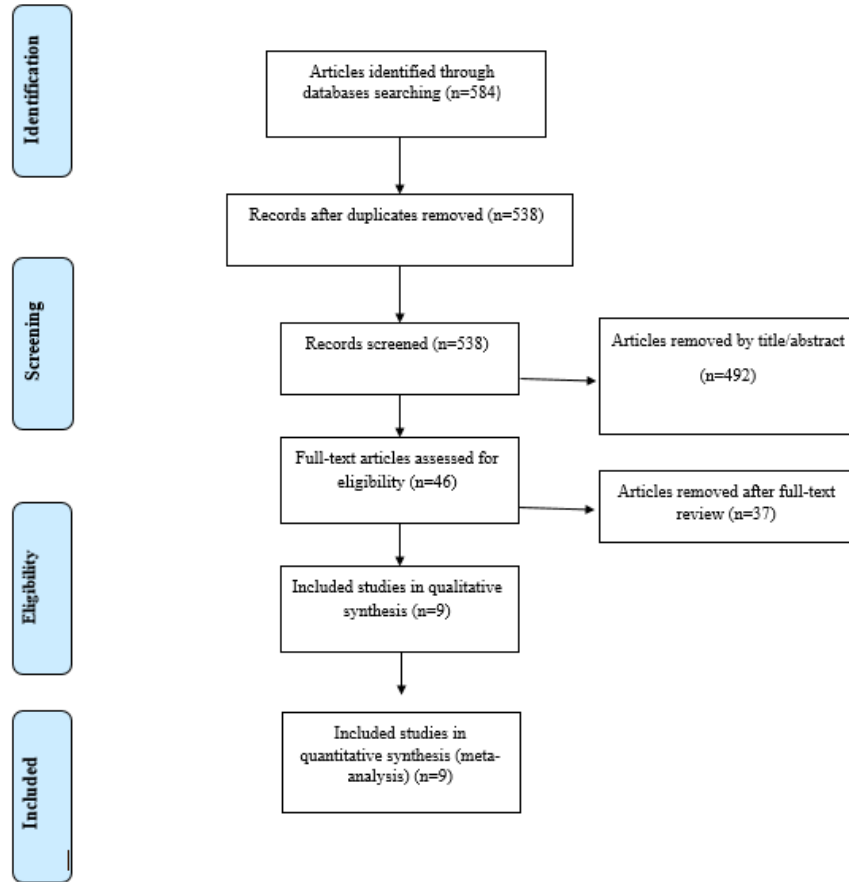 Identification
Articles identified through
databases searching (n=584)
Records after duplicates removed (n=538)
Screening
Records screened (n=538)
Articles removed by title/abstract
(n=492)
Full-text articles assessed for
eligibility (n=46)
Articles removed after full-text
review (n=37)
Eligibility
Included studies in qualitative
synthesis (n=9)
Included
Included studies in
quantitative synthesis (meta-
analysis) (n=9)